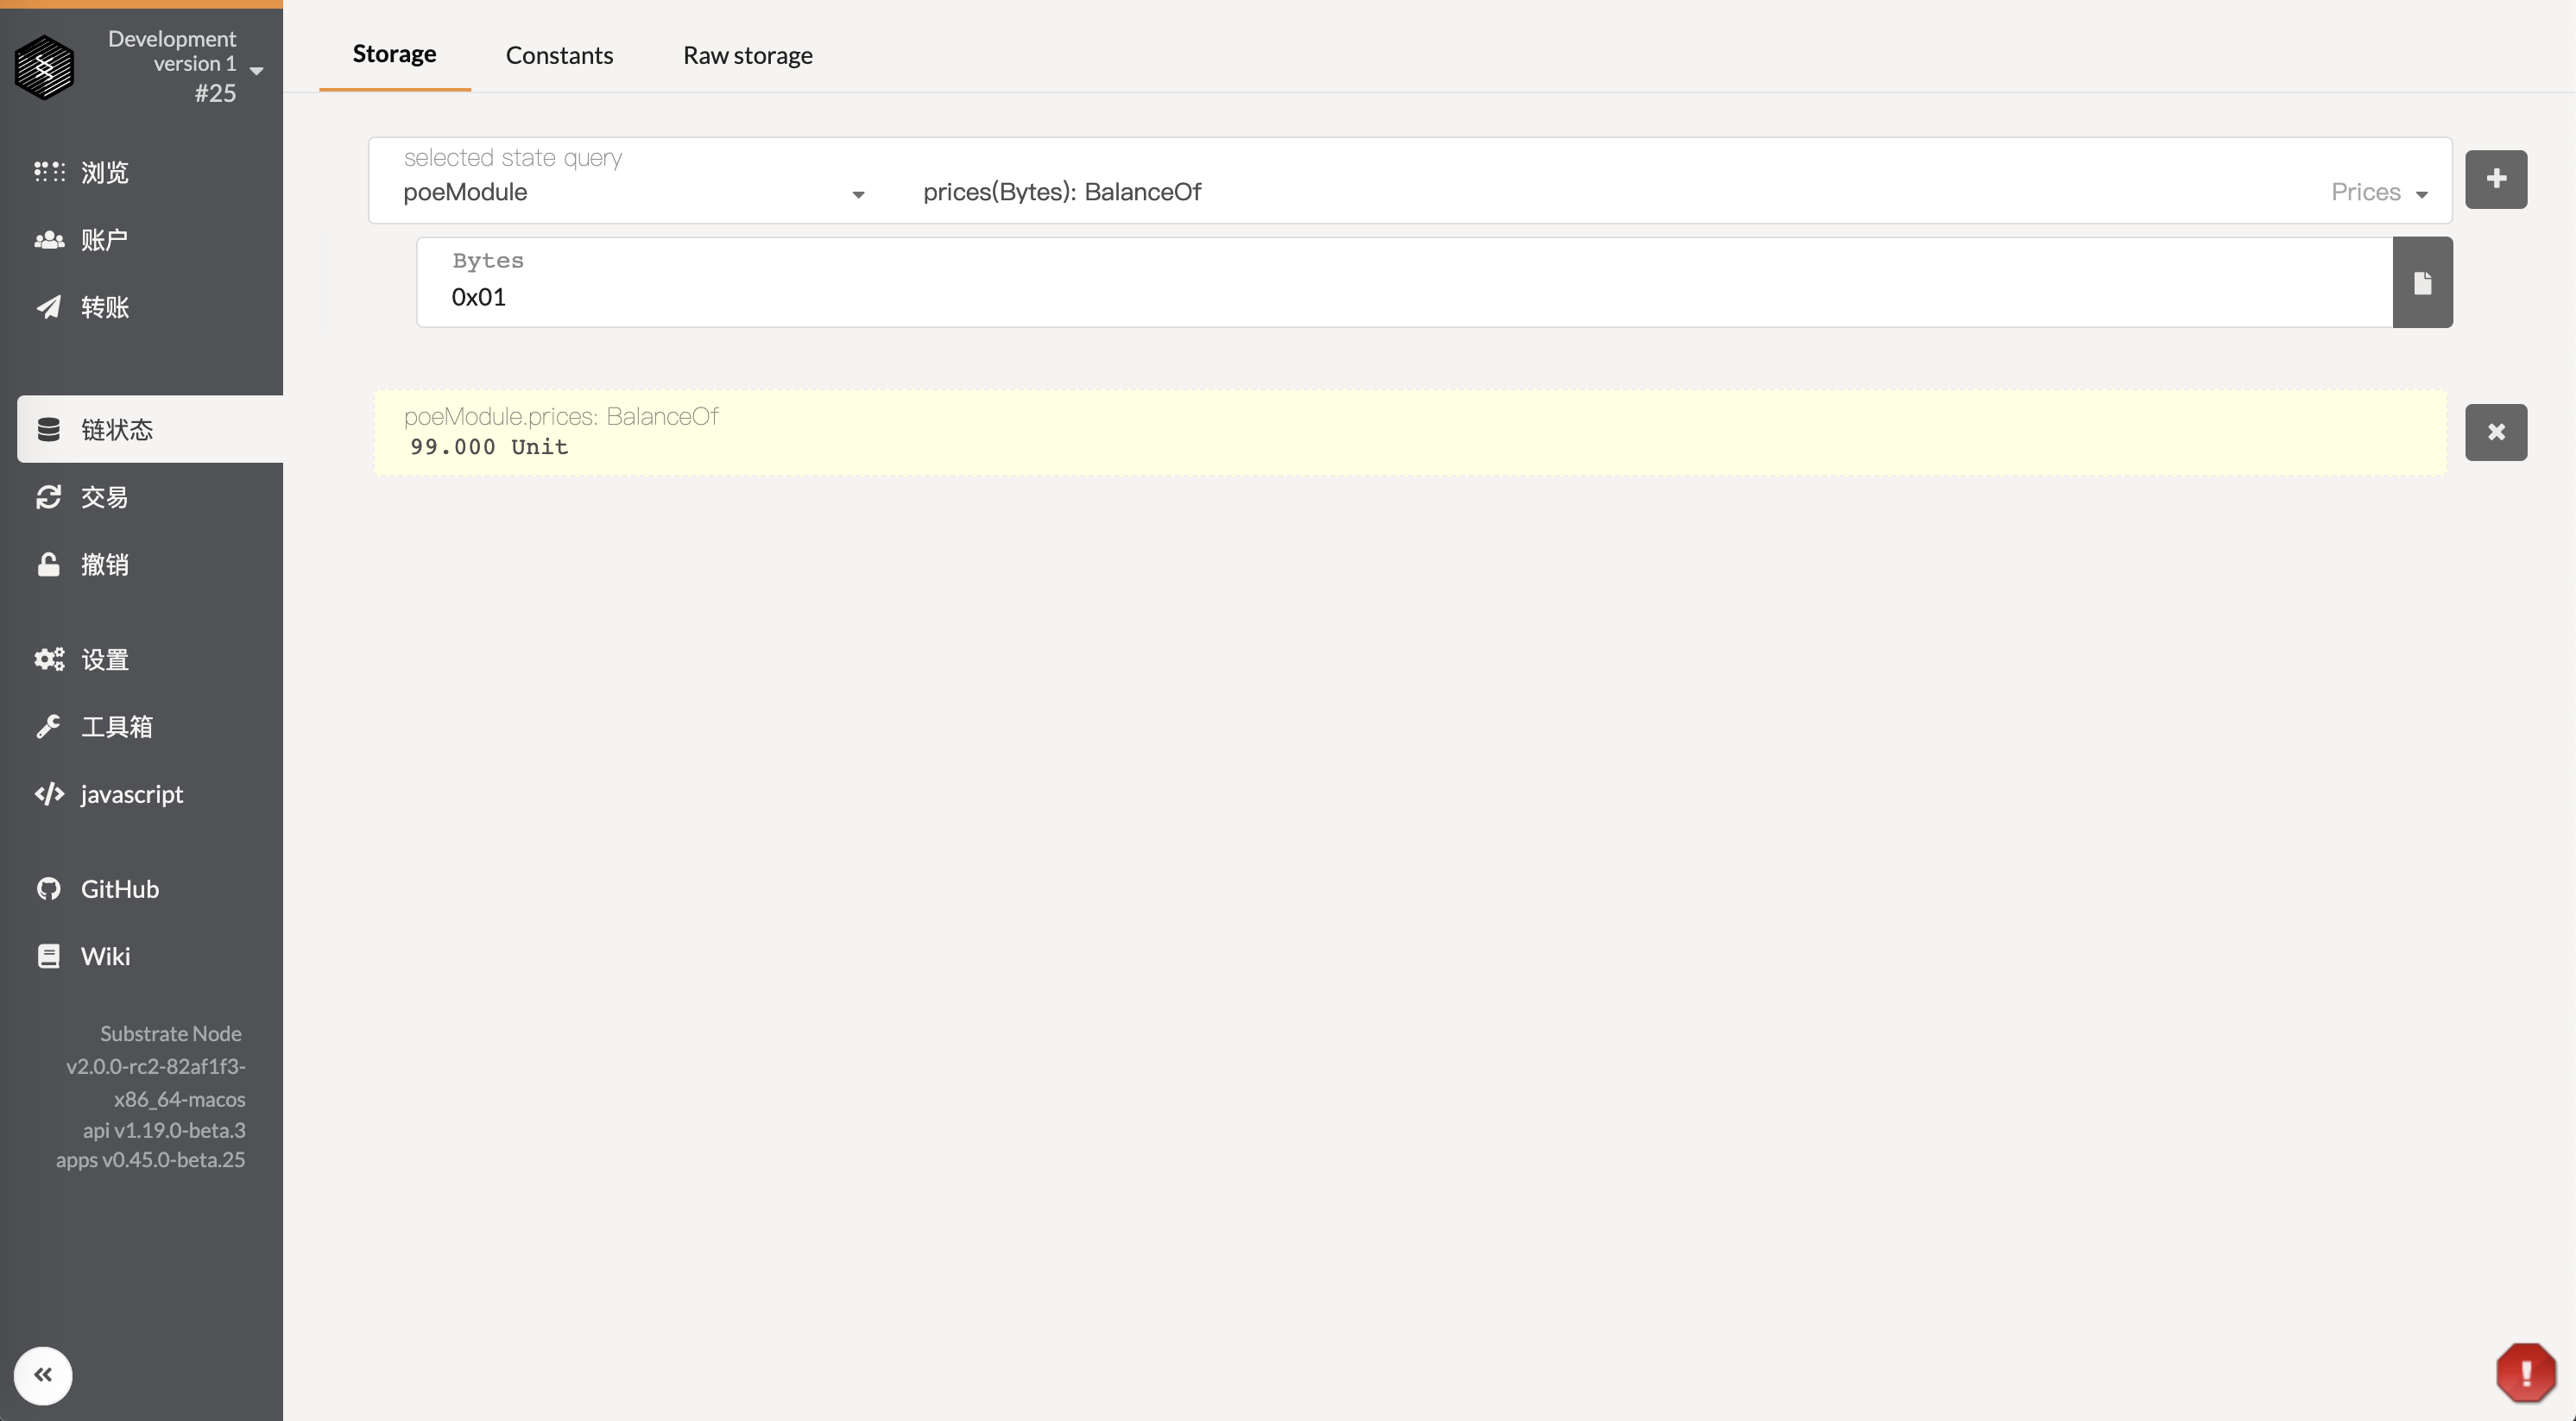 Development
version 1
#25
浏览
账户
转账
链状态
交易
撤销
设置
工具箱
javascript
GitHub
Wiki
Substrate Node
v2.0.0-rc2-82af1f3-
x86_64-macos
api v1.19.0-beta.3
apps v0.45.0-beta.25
Storage Constants Raw storage
selected state query
poeModule prices(Bytes): BalanceOf Prices
Bytes
0x01
poeModule.prices: BalanceOf
99.000 Unit